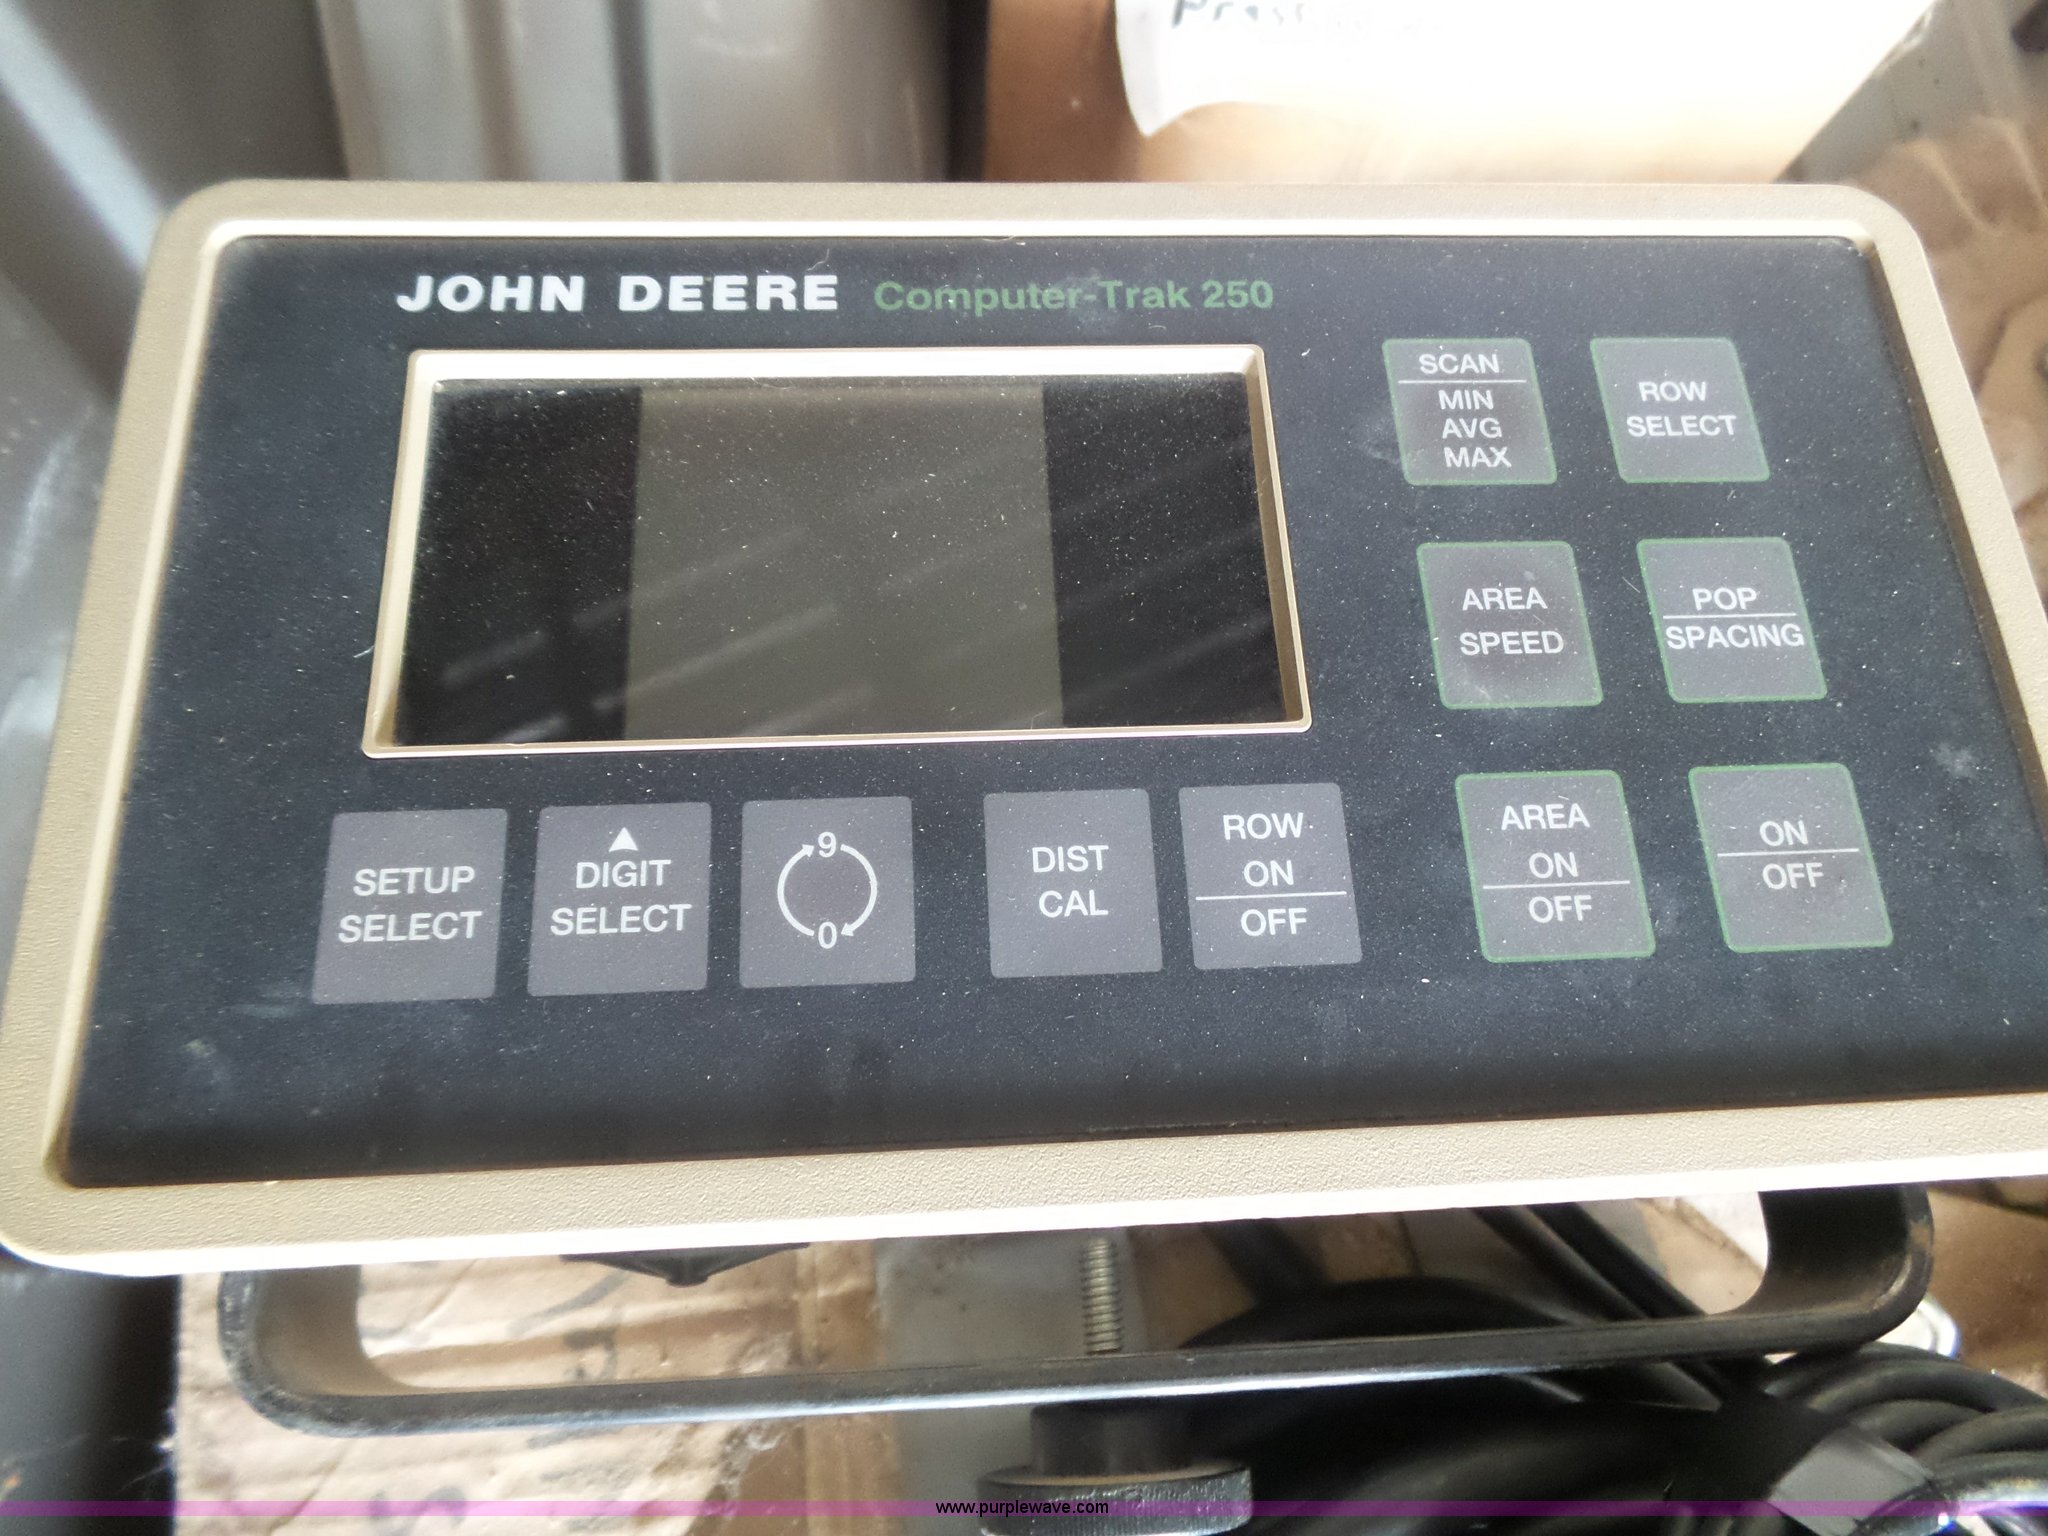 JOHN DEERE Computer-Trak 250
SCAN
MIN
AVG
MAX
ROW
SELECT
AREA
SPEED
POP
SPACING
SETUP
SELECT
▲
DIGIT
SELECT
9
0
DIST
CAL
ROW
ON
OFF
AREA
ON
OFF
ON
OFF
www.purplewave.com